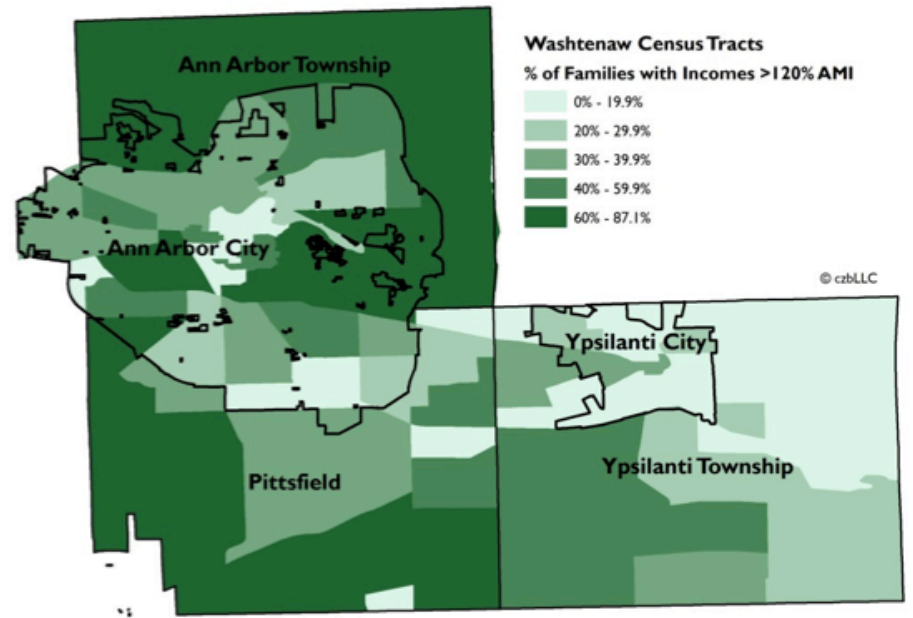 Ann Arbor Township
Washtenaw Census Tracts
% of Families with Incomes >120% AMI
0% - 19.9%
20% - 29.9%
30% - 39.9%
40% - 59.9%
60% - 87.1%
Ann Arbor City
© czbLLC
Ypsilanti City
Ypsilanti Township
Pittsfield